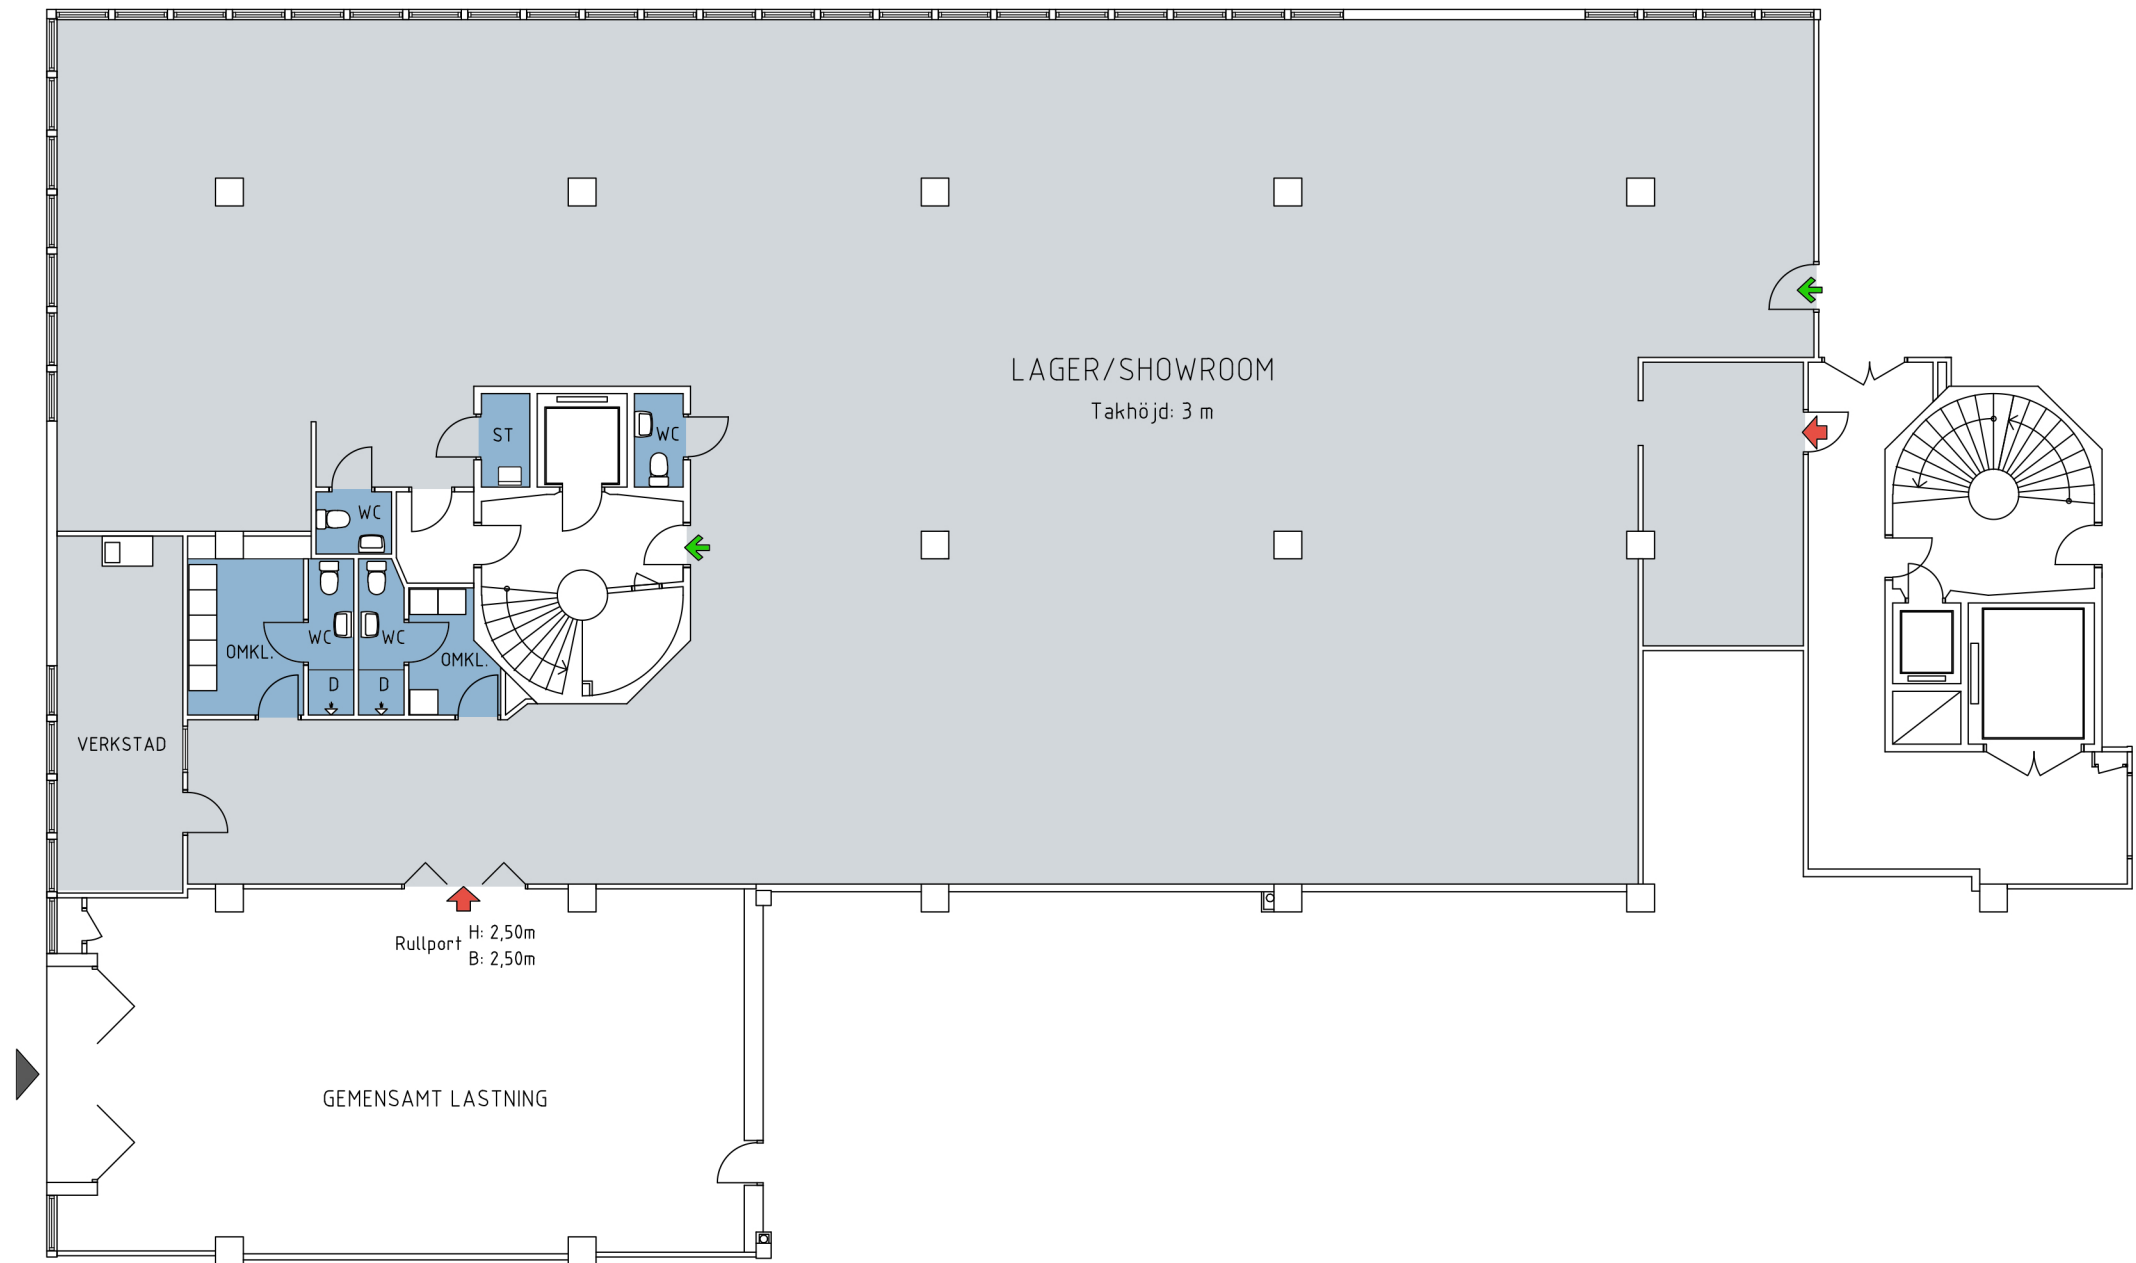 LAGER/SHOWROOM
Takhöjd: 3 m
ST
WC
WC
WC
WC
OMKL.
OMKL.
D
D
VERKSTAD
Rullport
H: 2,50m
B: 2,50m
GEMENSAMT LASTNING